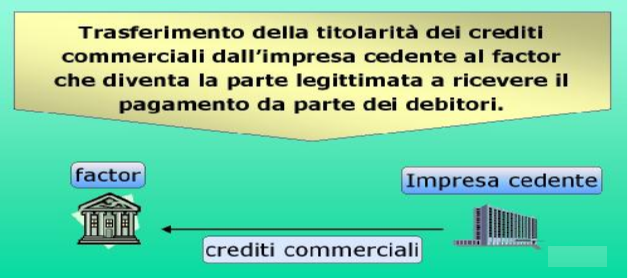 Trasferimento della titolarità dei crediti
commerciali dall'impresa cedente al factor
che diventa la parte legittimata a ricevere il
pagamento da parte dei debitori.
factor
Impresa cedente
crediti commerciali